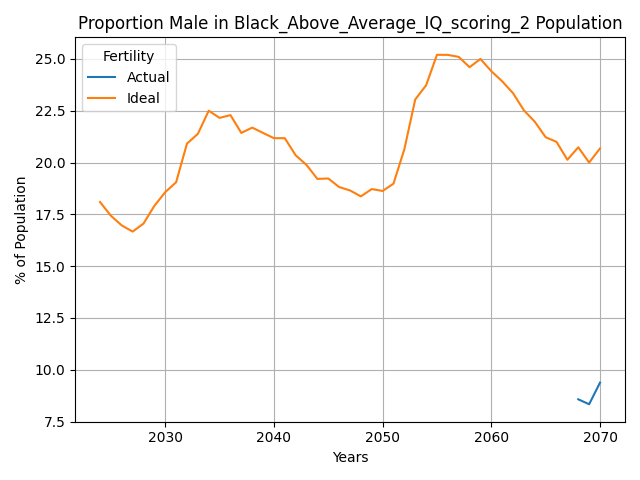 Proportion Male in Black_Above_Average_IQ_scoring_2 Population
Fertility
Actual
Ideal
% of Population
25.0
22.5
20.0
17.5
15.0
12.5
10.0
7.5
2030
2040
2050
2060
2070
Years